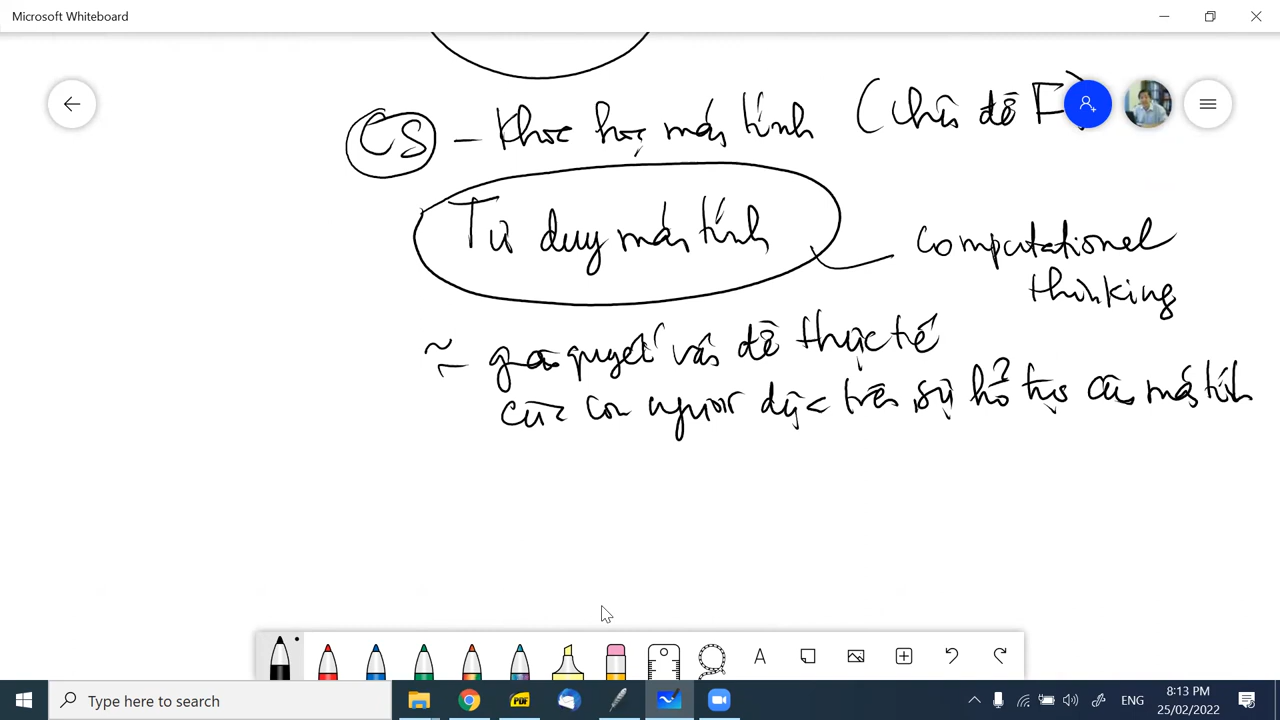 Microsoft Whiteboard
CS – Khoa học máy tính (Chủ đề F)
Tư duy máy tính
computational
thinking
≈ giải quyết vấn đề thực tế
của con người dựa trên sự hỗ trợ của máy tính
A
Type here to search
PDF
ENG
8:13 PM
25/02/2022